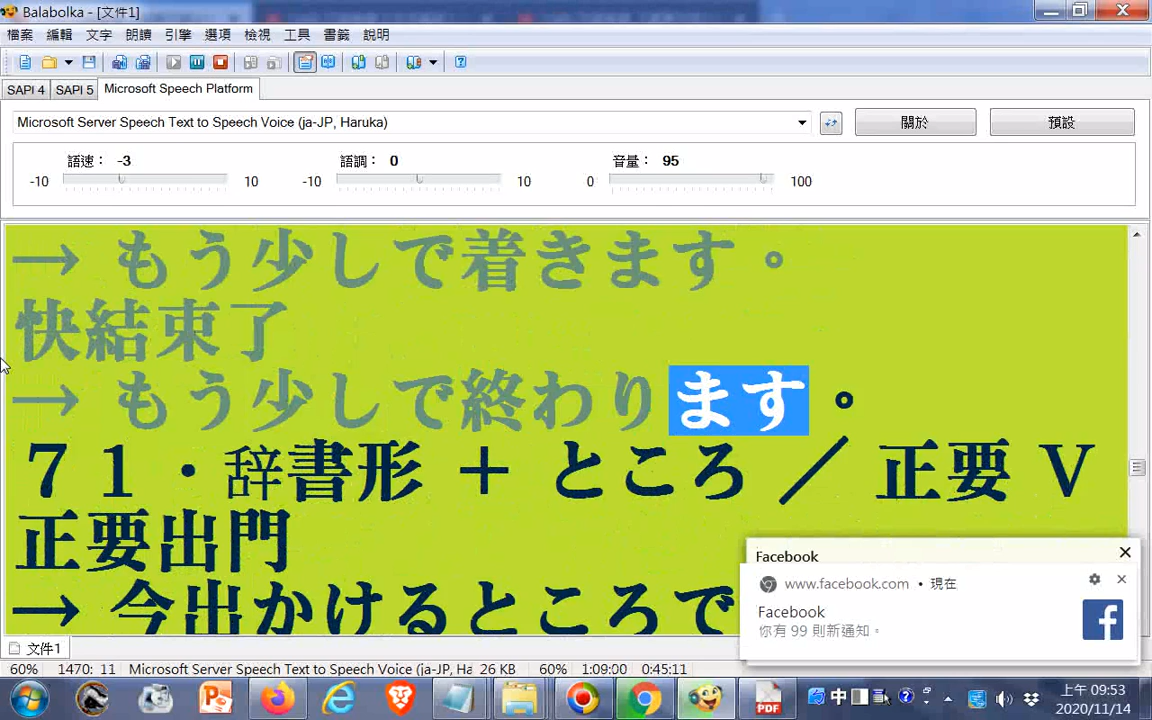 Balabolka - [文件1]
檔案 編輯 文字 朗讀 引擎 選項 檢視 工具 書籤 說明
SAPI 4 SAPI 5 Microsoft Speech Platform
Microsoft Server Speech Text to Speech Voice (ja-JP, Haruka) 關於 預設
語速： -3 語調： 0 音量： 95
-10 10 -10 10 0 100
→ もう少しで着きます。
快結束了
→ もう少しで終わります。
７１・辞書形 ＋ ところ ／ 正要 Ｖ
正要出門
→ 今出かけるところで
Facebook
www.facebook.com • 現在
Facebook
你有 99 則新通知。
文件1
60% 1470: 11 Microsoft Server Speech Text to Speech Voice (ja-JP, Ha 26 KB 60% 1:09:00 0:45:11
中
PDF
上午 09:53
2020/11/14